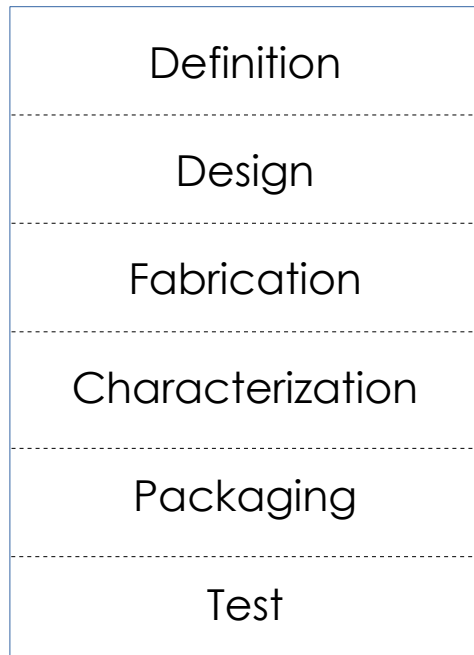 Definition
Design
Fabrication
Characterization
Packaging
Test